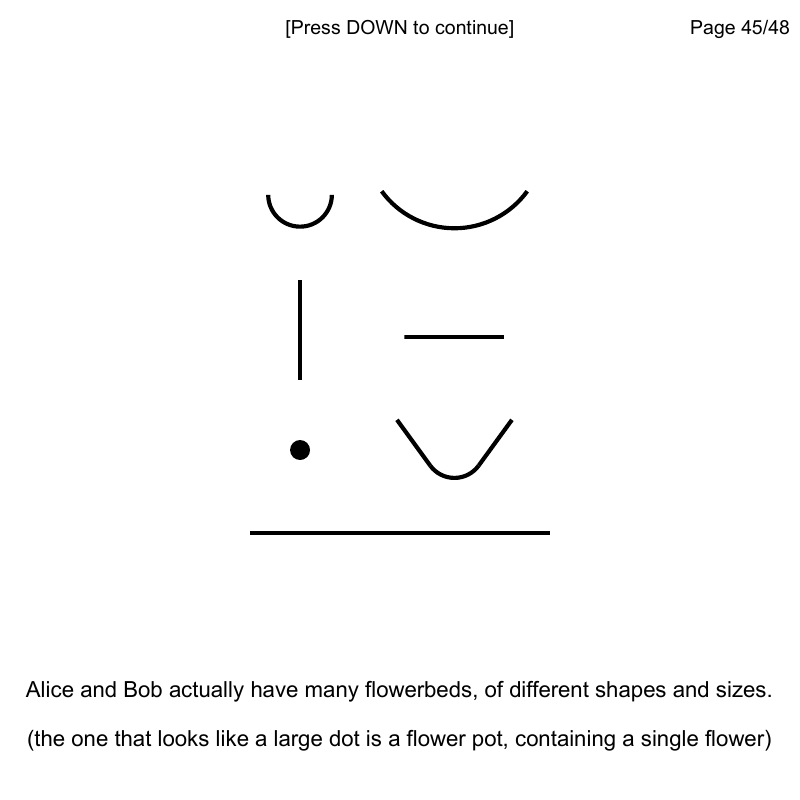 [Press DOWN to continue]
Page 45/48
Alice and Bob actually have many flowerbeds, of different shapes and sizes.
(the one that looks like a large dot is a flower pot, containing a single flower)